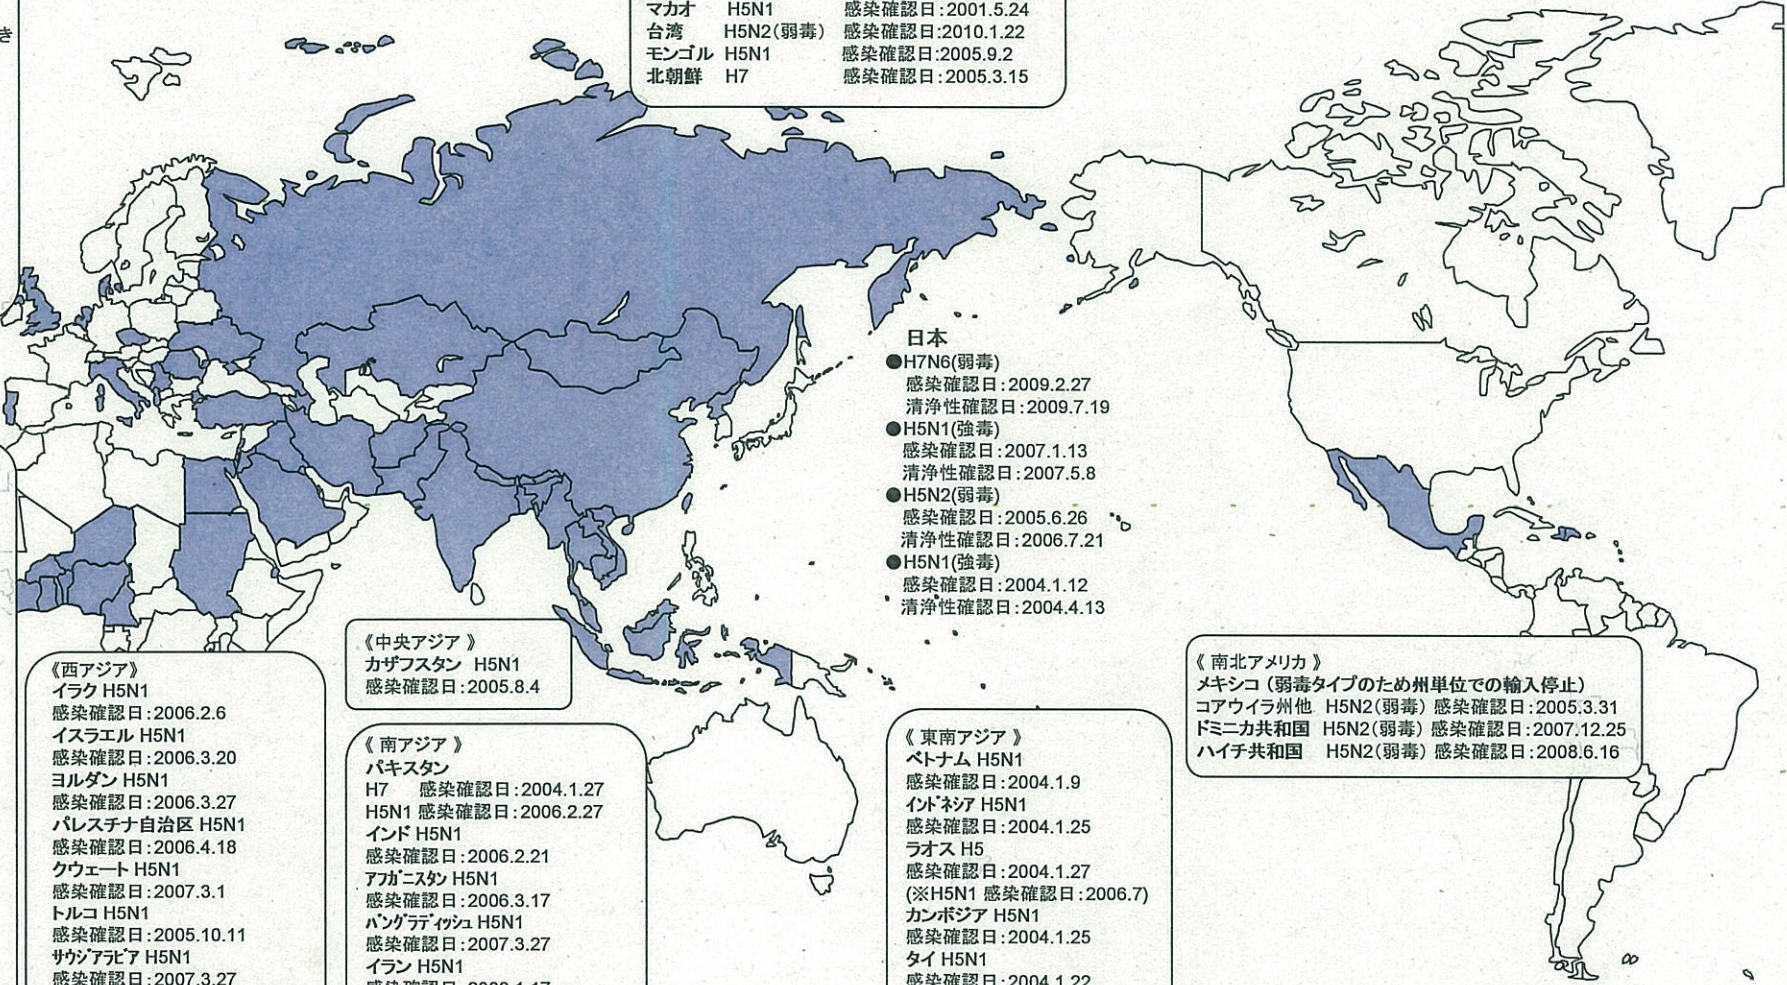 き
マカオ H5N1 感染確認日:2001.5.24
台湾 H5N2(弱毒) 感染確認日:2010.1.22
モンゴル H5N1 感染確認日:2005.9.2
北朝鮮 H7 感染確認日:2005.3.15
日本
●H7N6(弱毒)
感染確認日:2009.2.27
清浄性確認日:2009.7.19
●H5N1(強毒)
感染確認日:2007.1.13
清浄性確認日:2007.5.8
●H5N2(弱毒)
感染確認日:2005.6.26
清浄性確認日:2006.7.21
●H5N1(強毒)
感染確認日:2004.1.12
清浄性確認日:2004.4.13
《西アジア》
イラク H5N1
感染確認日:2006.2.6
イスラエル H5N1
感染確認日:2006.3.20
ヨルダン H5N1
感染確認日:2006.3.27
パレスチナ自治区 H5N1
感染確認日:2006.4.18
クウェート H5N1
感染確認日:2007.3.1
トルコ H5N1
感染確認日:2005.10.11
サウジアラビア H5N1
感染確認日:2007.3.27
《中央アジア》
カザフスタン H5N1
感染確認日:2005.8.4
《南アジア》
パキスタン
H7 感染確認日:2004.1.27
H5N1 感染確認日:2006.2.27
インド H5N1
感染確認日:2006.2.21
アフガニスタン H5N1
感染確認日:2006.3.17
バングラディッシュ H5N1
感染確認日:2007.3.27
イラン H5N1
《東南アジア》
ベトナム H5N1
感染確認日:2004.1.9
インドネシア H5N1
感染確認日:2004.1.25
ラオス H5
感染確認日:2004.1.27
(※H5N1 感染確認日:2006.7)
カンボジア H5N1
感染確認日:2004.1.25
タイ H5N1
感染確認日:2004.1.22
《南北アメリカ》
メキシコ (弱毒タイプのため州単位での輸入停止)
コアウイラ州他 H5N2(弱毒) 感染確認日:2005.3.31
ドミニカ共和国 H5N2(弱毒) 感染確認日:2007.12.25
ハイチ共和国 H5N2(弱毒) 感染確認日:2008.6.16